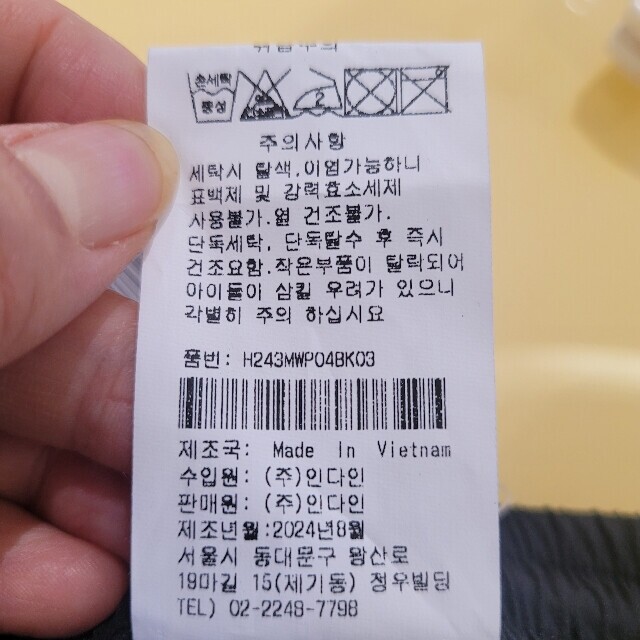 취급주의
손세탁
중성
2
주의사항
세탁시 탈색,이염가능하니
표백제 및 강력효소세제
사용불가.열 건조불가.
단독세탁, 단독탈수 후 즉시
건조요함.작은부품이 탈락되어
아이들이 삼킬 우려가 있으니
각별히 주의 하십시요
품번: H243MWP04BK03
제조국: Made In Vietnam
수입원: (주)인다인
판매원: (주)인다인
제조년월:2024년8월
서울시 동대문구 왕산로
19마길 15(제기동) 정우빌딩
TEL) 02-2248-7798